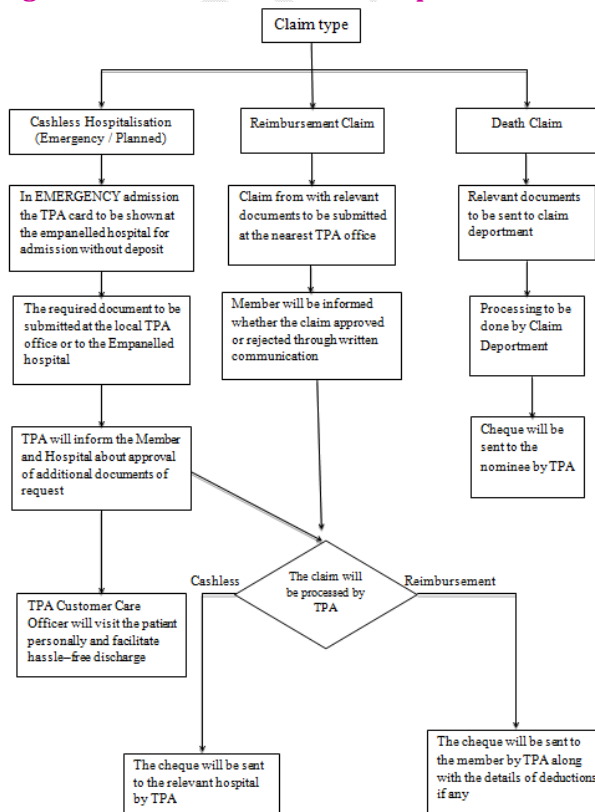 Claim type
Cashless Hospitalisation
(Emergency / Planned)
Reimbursement Claim
Death Claim
In EMERGENCY admission
the TPA card to be shown at
the empanelled hospital for
admission without deposit
Claim from with relevant
documents to be submitted
at the nearest TPA office
Relevant documents
to be sent to claim
department
The required document to be
submitted at the local TPA
office or to the Empanelled
hospital
Member will be informed
whether the claim approved
or rejected through written
communication
Processing to be
done by Claim
Deportment
Cheque will be
sent to the
nominee by TPA
TPA will inform the Member
and Hospital about approval
of additional documents of
request
Cashless
The claim will
be processed by
TPA
Reimbursement
TPA Customer Care
Officer will visit the patient
personally and facilitate
hassle–free discharge
The cheque will be sent
to the relevant hospital
by TPA
The cheque will be sent to
the member by TPA along
with the details of deductions
if any